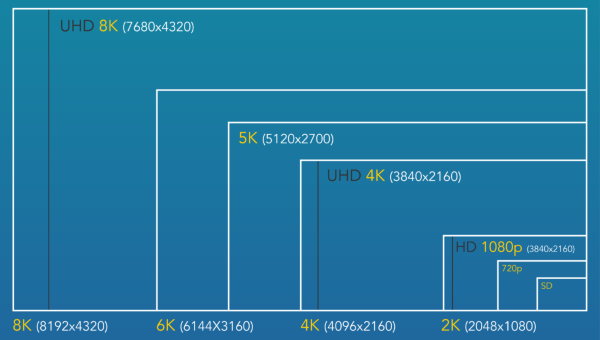 UHD 8K (7680x4320)
5K (5120x2700)
UHD 4K (3840x2160)
HD 1080p (3840x2160)
720p
SD
8K (8192x4320)
6K (6144X3160)
4K (4096x2160)
2K (2048x1080)